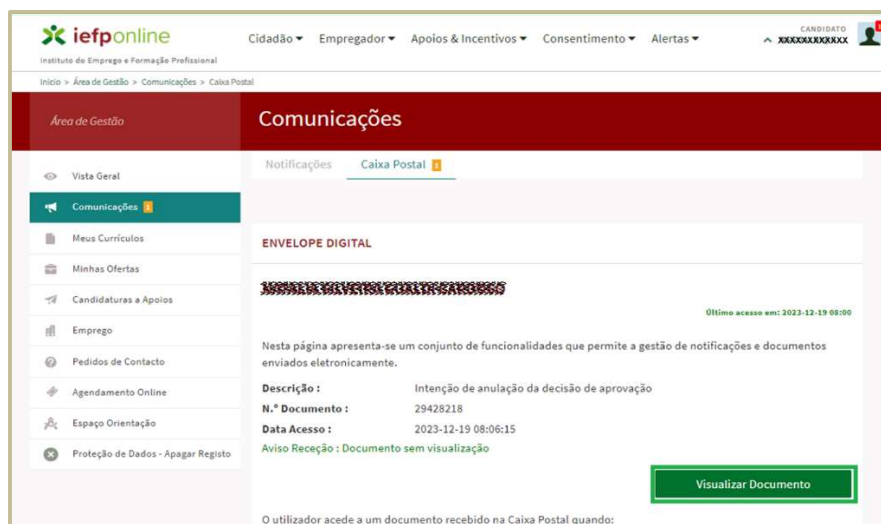 iefponline
Instituto do Emprego e Formação Profissional
Cidadão Empregador Apoios & Incentivos Consentimento Alertas
CANDIDATO
XXXXXXXXXXXX
Início > Área de Gestão > Comunicações > Caixa Postal
Área de Gestão
Comunicações
Vista Geral
Comunicações 1
Meus Currículos
Minhas Ofertas
Candidaturas a Apoios
Emprego
Pedidos de Contacto
Agendamento Online
Espaço Orientação
Proteção de Dados - Apagar Registo
Notificações Caixa Postal 1
ENVELOPE DIGITAL
Último acesso em: 2023-12-19 08:00
Nesta página apresenta-se um conjunto de funcionalidades que permite a gestão de notificações e documentos
enviados eletronicamente.
Descrição : Intenção de anulação da decisão de aprovação
N.º Documento : 29428218
Data Acesso : 2023-12-19 08:06:15
Aviso Receção : Documento sem visualização
Visualizar Documento
O utilizador acede a um documento recebido na Caixa Postal quando: